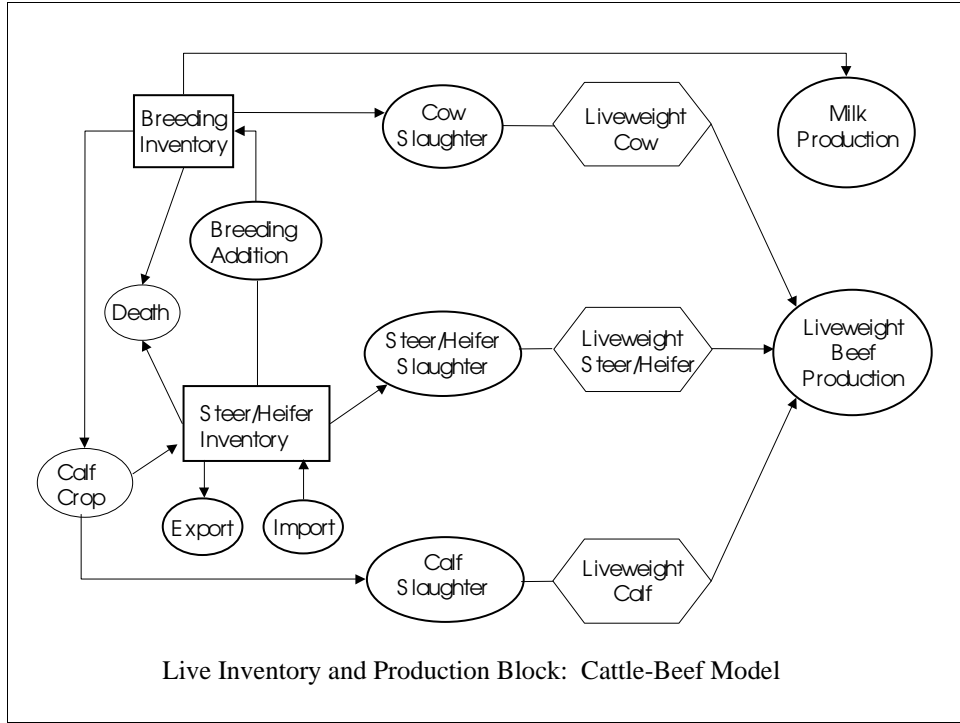 Breeding
Inventory
Cow
Slaughter
Liveweight
Cow
Milk
Production
Breeding
Addition
Death
Steer/Heifer
Slaughter
Liveweight
Steer/Heifer
Liveweight
Beef
Production
Steer/Heifer
Inventory
Calf
Crop
Export
Import
Calf
Slaughter
Liveweight
Calf
Live Inventory and Production Block: Cattle-Beef Model